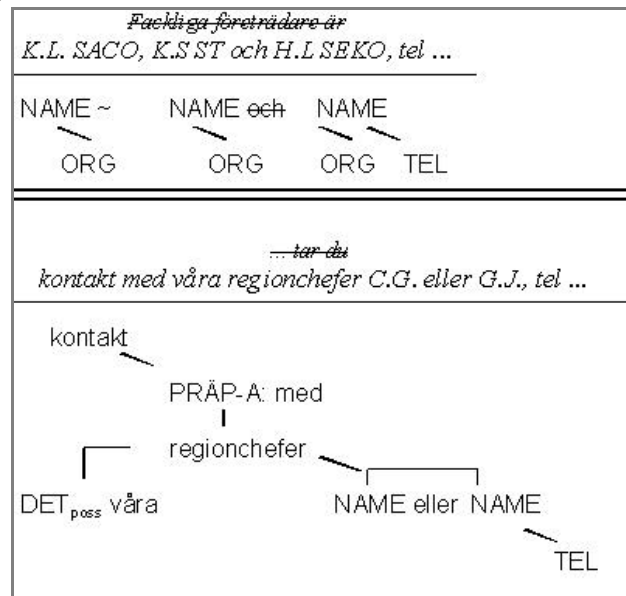 Fackliga företrädare är
K.L. SACO, K.S ST och H.L SEKO, tel ...
NAME ~ NAME och NAME
ORG ORG ORG TEL
... tar du
kontakt med våra regionchefer C.G. eller G.J., tel ...
kontakt
PRÄP-A: med
regionchefer
DETposs våra NAME eller NAME
TEL